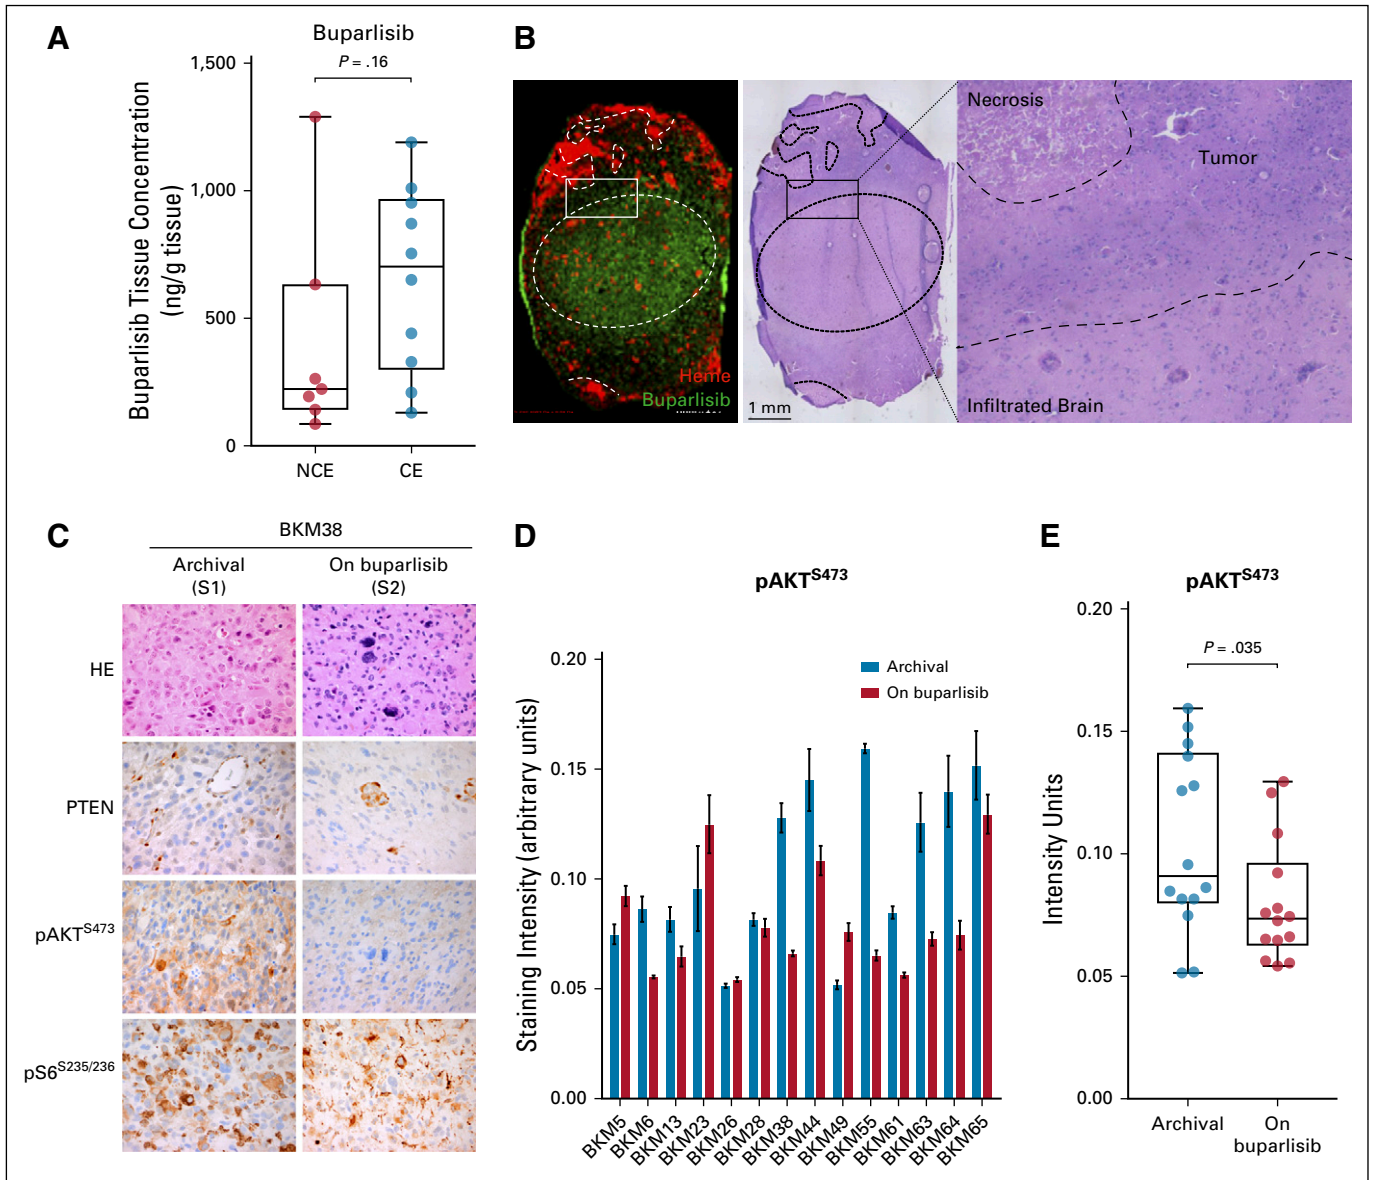 A
Buparlisib
P = .16
Buparlisib Tissue Concentration
(ng/g tissue)
1,500
1,000
500
0
NCE
CE
B
Heme
Buparlisib
1 mm
Necrosis
Tumor
Infiltrated Brain
C
BKM38
Archival
(S1)
On buparlisib
(S2)
HE
PTEN
pAKTS473
pS6S235/236
D
pAKTS473
Staining Intensity (arbitrary units)
0.20
0.15
0.10
0.05
0.00
Archival
On buparlisib
BKM5
BKM6
BKM13
BKM23
BKM26
BKM28
BKM38
BKM44
BKM49
BKM55
BKM61
BKM63
BKM64
BKM65
E
pAKTS473
P = .035
Intensity Units
0.20
0.15
0.10
0.05
0.00
Archival
On
buparlisib